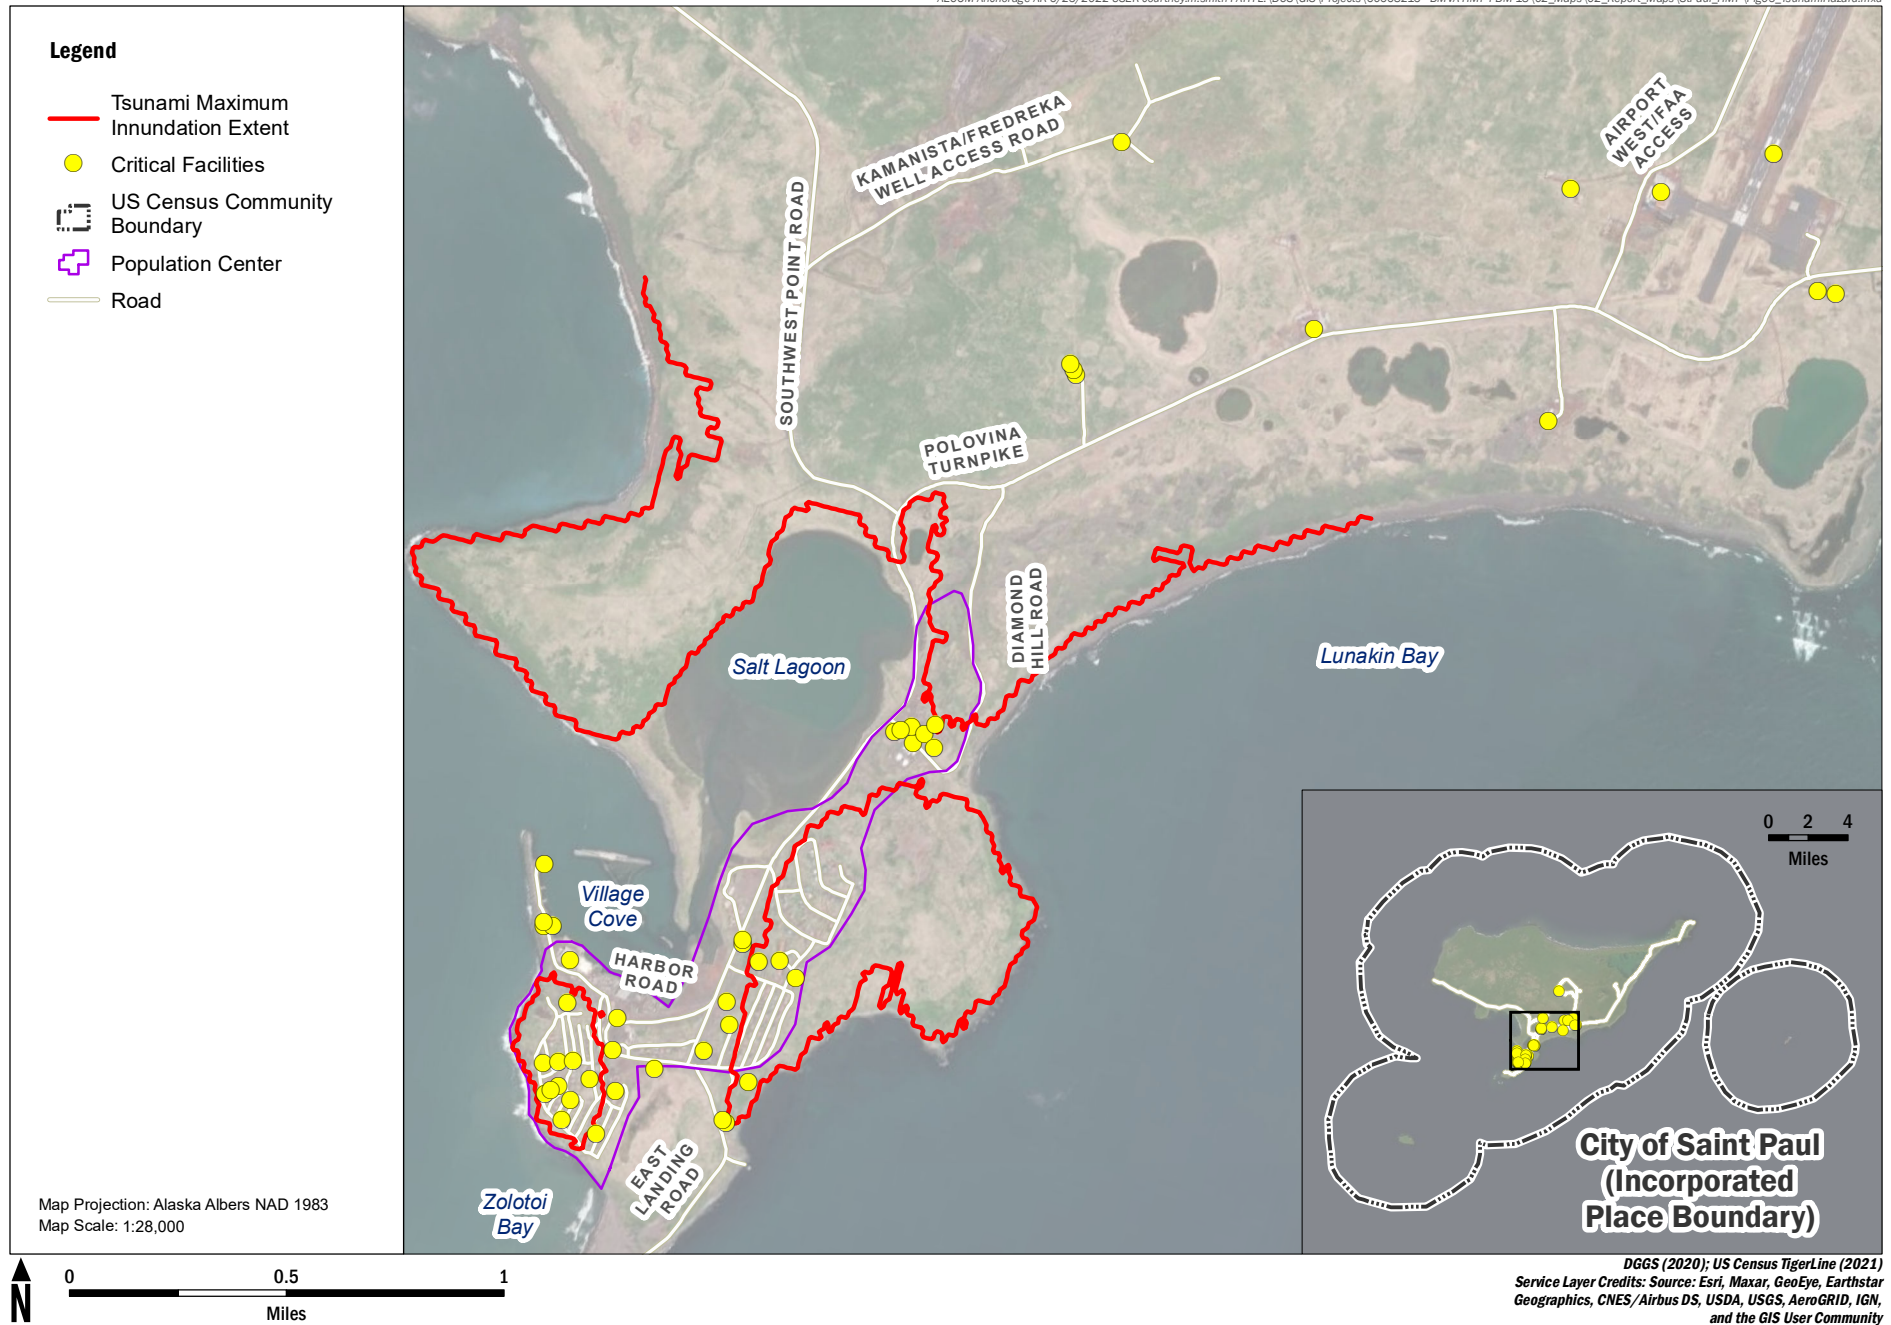 Legend
Tsunami Maximum
Innundation Extent
Critical Facilities
US Census Community
Boundary
Population Center
Road
KAMANISTA/FREDREKA
WELL ACCESS ROAD
AIRPORT
WEST/FAA
ACCESS
SOUTHWEST POINT ROAD
POLOVINA
TURNPIKE
DIAMOND
HILL ROAD
Salt Lagoon
Lunakin Bay
Village
Cove
HARBOR
ROAD
EAST
LANDING
ROAD
Zolotoi
Bay
0 2 4
Miles
City of Saint Paul
(Incorporated
Place Boundary)
Map Projection: Alaska Albers NAD 1983
Map Scale: 1:28,000
N
0 0.5 1
Miles
DGGS (2020); US Census TigerLine (2021)
Service Layer Credits: Source: Esri, Maxar, GeoEye, Earthstar
Geographics, CNES/Airbus DS, USDA, USGS, AeroGRID, IGN,
and the GIS User Community